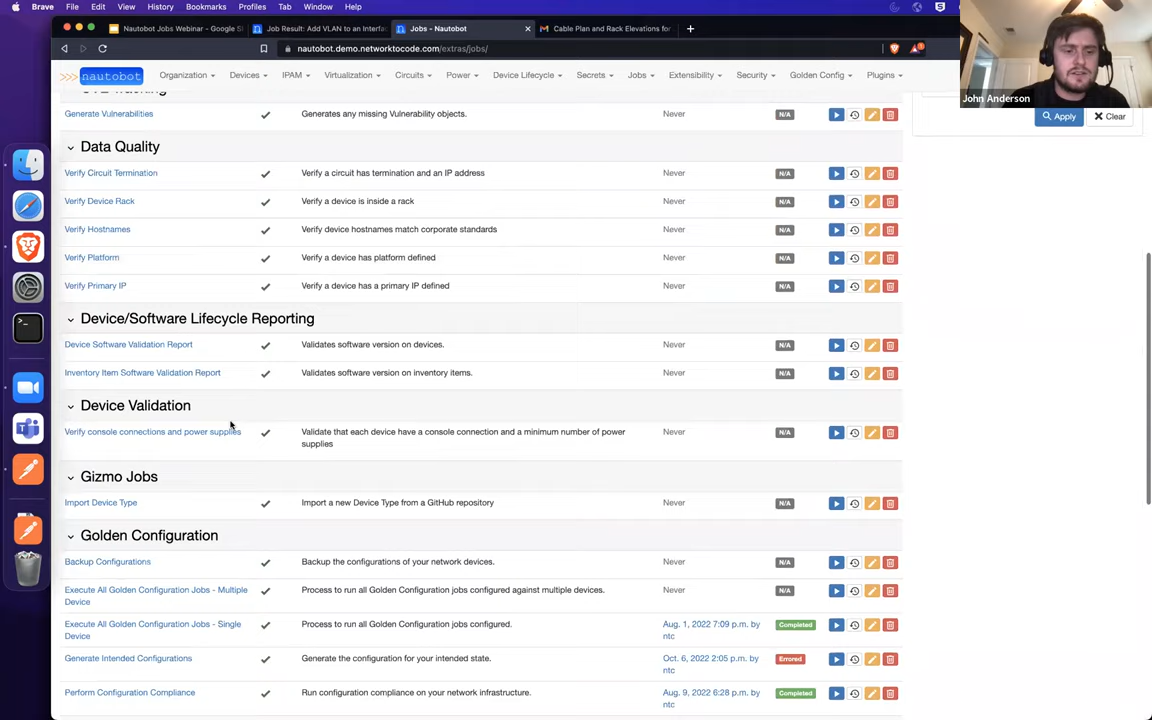 Brave File Edit View History Bookmarks Profiles Tab Window Help
Nautobot Jobs Webinar - Google Sl
Job Result: Add VLAN to an Interfa
Jobs - Nautobot
Cable Plan and Rack Elevations for
nautobot.demo.networktocode.com/extras/jobs/
John Anderson
nautobot Organization Devices IPAM Virtualization Circuits Power Device Lifecycle Secrets Jobs Extensibility Security Golden Config Plugins
Apply Clear
Generate Vulnerabilities Generates any missing Vulnerability objects. Never N/A
Data Quality
Verify Circuit Termination Verify a circuit has termination and an IP address Never N/A
Verify Device Rack Verify a device is inside a rack Never N/A
Verify Hostnames Verify device hostnames match corporate standards Never N/A
Verify Platform Verify a device has platform defined Never N/A
Verify Primary IP Verify a device has a primary IP defined Never N/A
Device/Software Lifecycle Reporting
Device Software Validation Report Validates software version on devices. Never N/A
Inventory Item Software Validation Report Validates software version on inventory items. Never N/A
Device Validation
Verify console connections and power supplies Validate that each device have a console connection and a minimum number of power Never N/A
supplies
Gizmo Jobs
Import Device Type Import a new Device Type from a GitHub repository Never N/A
Golden Configuration
Backup Configurations Backup the configurations of your network devices. Never N/A
Execute All Golden Configuration Jobs - Multiple Process to run all Golden Configuration jobs configured against multiple devices. Never N/A
Device
Execute All Golden Configuration Jobs - Single Process to run all Golden Configuration jobs configured. Aug. 1, 2022 7:09 p.m. by Completed
Device ntc
Generate Intended Configurations Generate the configuration for your intended state. Oct. 6, 2022 2:05 p.m. by Errored
ntc
Perform Configuration Compliance Run configuration compliance on your network infrastructure. Aug. 9, 2022 6:28 p.m. by Completed
ntc